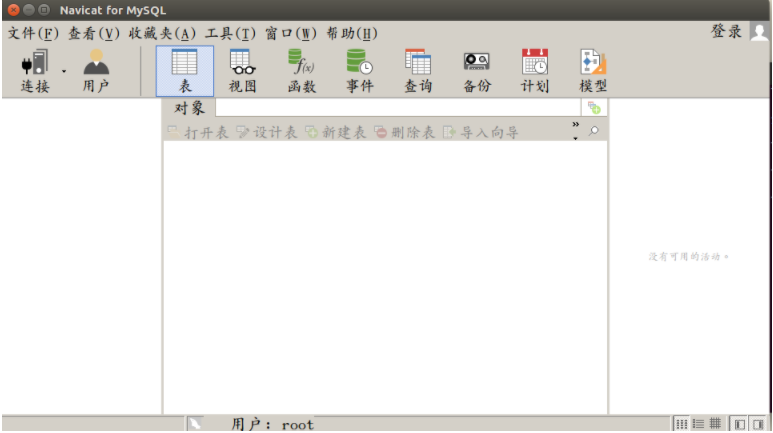 Navicat for MySQL
文件(F) 查看(V) 收藏夹(A) 工具(T) 窗口(W) 帮助(H) 登录
连接 用户 表 视图 函数 事件 查询 备份 计划 模型
f(x)
对象
打开表 设计表 新建表 删除表 导入向导 »
没有可用的活动。
用户: root